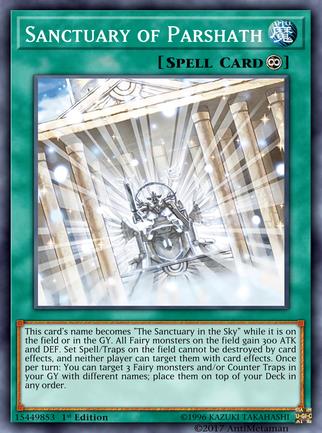 SANCTUARY OF PARSHATH
[SPELL CARD]
This card's name becomes "The Sanctuary in the Sky" while it is
on the field or in the GY. All Fairy monsters on the field gain 300 ATK
and DEF. Set Spell/Traps on the field cannot be destroyed by card
effects, and neither player can target them with card effects. Once
per turn: You can target 3 Fairy monsters and/or Counter Traps in
your GY with different names; place them on top of your Deck in
any order.
15449853 1st Edition ©1996 KAZUKI TAKAHASHI
©2017 AntiMetaman